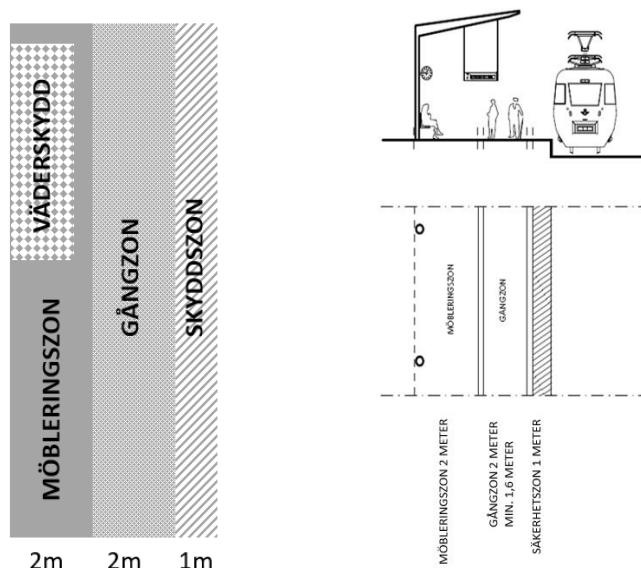 VÄDERSKYDD
MÖBLERINGSZON
GÅNGZON
SKYDDSZON
2m
2m
1m
MÖBLERINGSZON
GÅNGZON
MÖBLERINGSZON 2 METER
GÅNGZON 2 METER
MIN. 1,6 METER
SÄKERHETSZON 1 METER